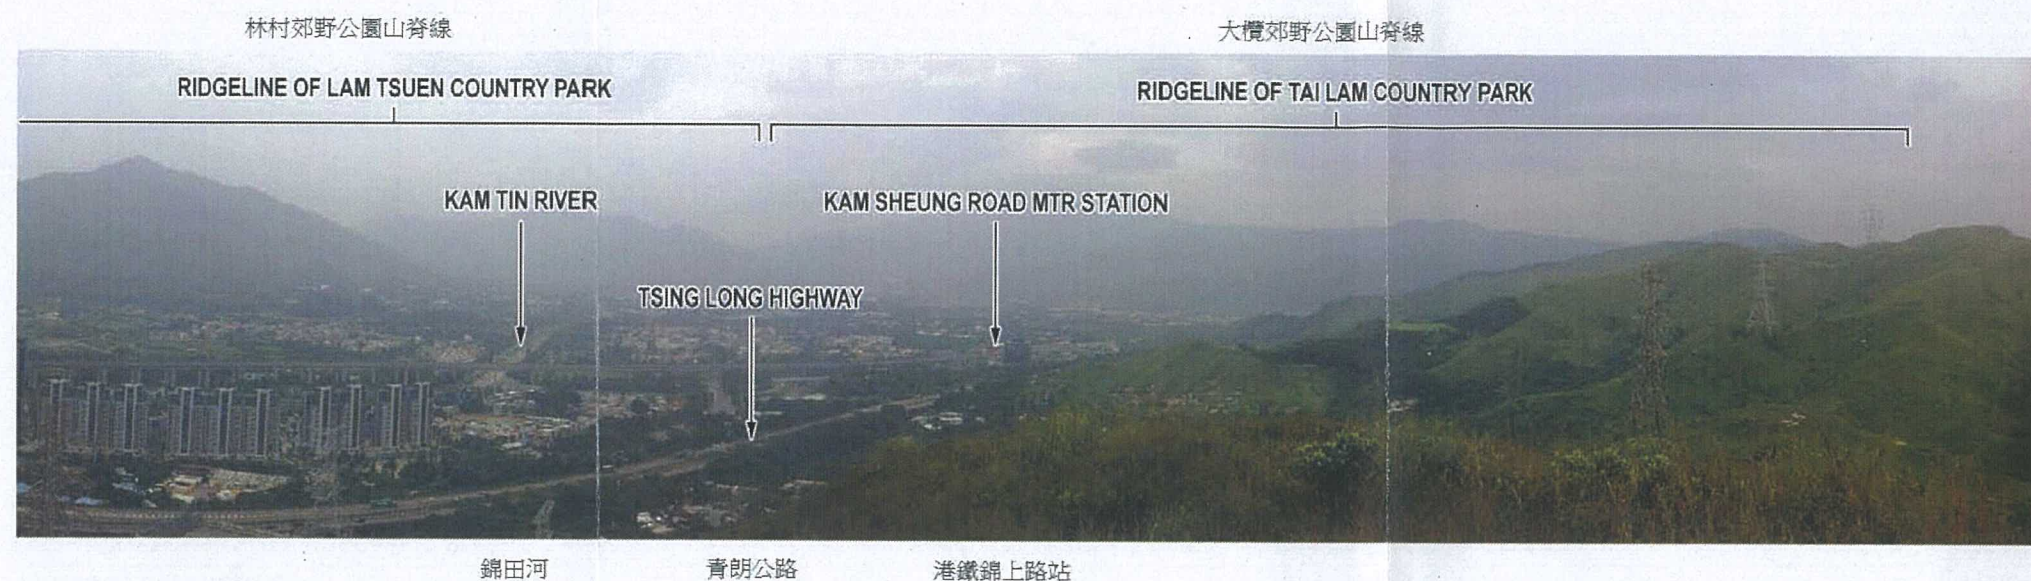 林村郊野公園山脊線
大欖郊野公園山脊線
RIDGELINE OF LAM TSUEN COUNTRY PARK
RIDGELINE OF TAI LAM COUNTRY PARK
KAM TIN RIVER
KAM SHEUNG ROAD MTR STATION
TSING LONG HIGHWAY
錦田河
青朗公路
港鐵錦上路站